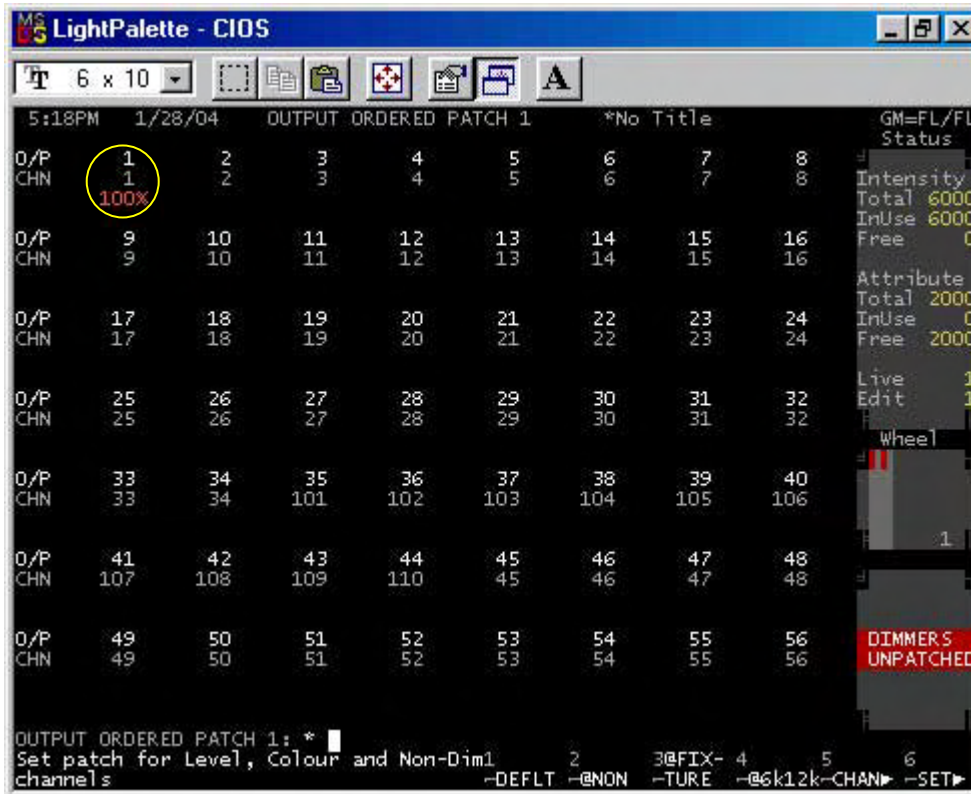 LightPalette - CIOS
6 x 10
5:18PM 1/28/04 OUTPUT ORDERED PATCH 1 *No Title GM=FL/FL
Status
O/P 1 2 3 4 5 6 7 8
CHN 1 2 3 4 5 6 7 8
100%
Intensity
Total 6000
InUse 6000
Free 0
O/P 9 10 11 12 13 14 15 16
CHN 9 10 11 12 13 14 15 16
Attribute
Total 2000
InUse 0
Free 2000
O/P 17 18 19 20 21 22 23 24
CHN 17 18 19 20 21 22 23 24
Live 1
Edit 1
O/P 25 26 27 28 29 30 31 32
CHN 25 26 27 28 29 30 31 32
Wheel
O/P 33 34 35 36 37 38 39 40
CHN 33 34 101 102 103 104 105 106
1
O/P 41 42 43 44 45 46 47 48
CHN 107 108 109 110 45 46 47 48
O/P 49 50 51 52 53 54 55 56
CHN 49 50 51 52 53 54 55 56
DIMMERS
UNPATCHED
OUTPUT ORDERED PATCH 1: *
Set patch for Level, Colour and Non-Dim1 2 3@FIX- 4 5 6
channels -DEFLT -@NON -TURE -@6k12k-CHAN► -SET►